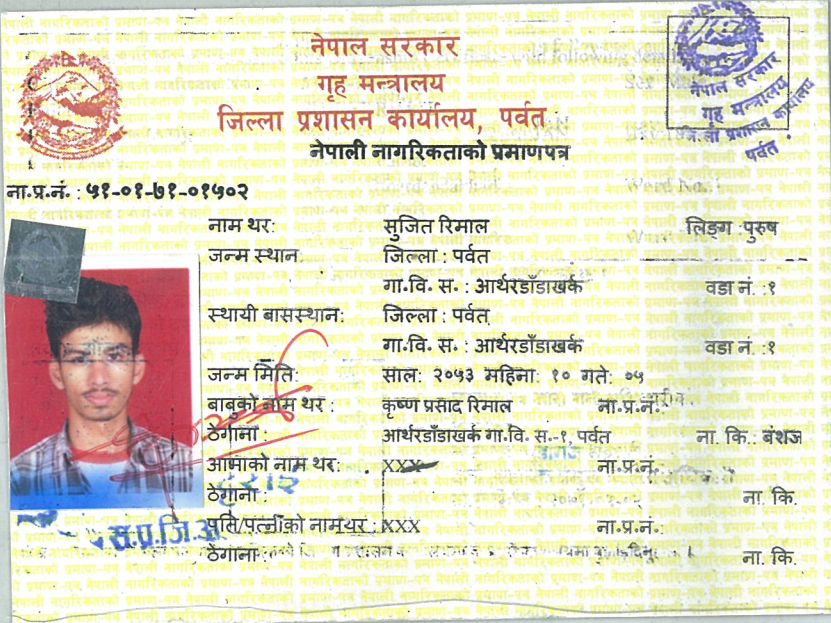 नेपाल सरकार
गृह मन्त्रालय
जिल्ला प्रशासन कार्यालय, पर्वत
नेपाली नागरिकताको प्रमाणपत्र
नेपाल सरकार
गृह मन्त्रालय
जि.ल्ला प्रशासन कार्यालय
पर्वत
ना.प्र.नं. : ५१-०१-७१-०१५०२
नाम थर: सुजित रिमाल लिङ्ग :पुरुष
जन्म स्थान: जिल्ला : पर्वत
गा.वि. स. : आर्थरडाँडाखर्क वडा नं. :१
स्थायी बासस्थान: जिल्ला : पर्वत
गा.वि. स. : आर्थरडाँडाखर्क वडा नं :१
जन्म मिति: साल: २०५३ महिना: १० गते: ०५
बाबुको नाम थर : कृष्ण प्रसाद रिमाल ना.प्र.नं.:
ठेगाना : आर्थरडाँडाखर्क गा.वि. स.-१, पर्वत ना. कि.: बंशज
आमाको नाम थर: XXX ना.प्र.नं.:
ठेगाना : ना. कि.
पति/पत्नीको नामथर : XXX ना.प्र.नं.:
ठेगाना : ना. कि.
स.प्र.जि.अ.